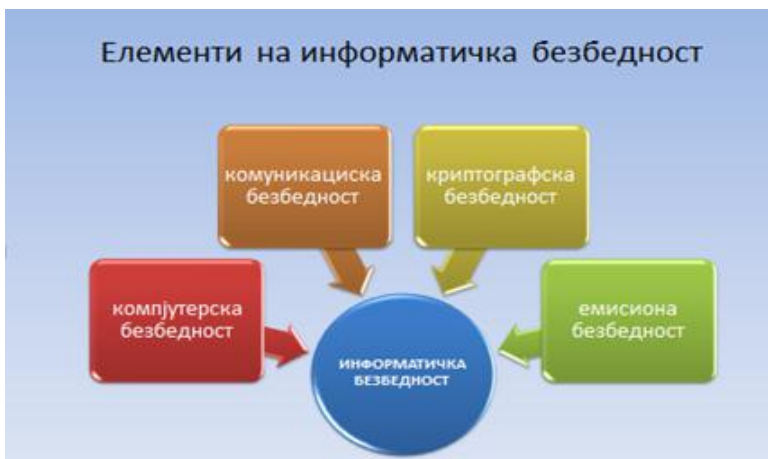 Елементи на информатичка безбедност
комуникациска
безбедност
криптографска
безбедност
компјутерска
безбедност
емисиона
безбедност
ИНФОРМАТИЧКА
БЕЗБЕДНОСТ